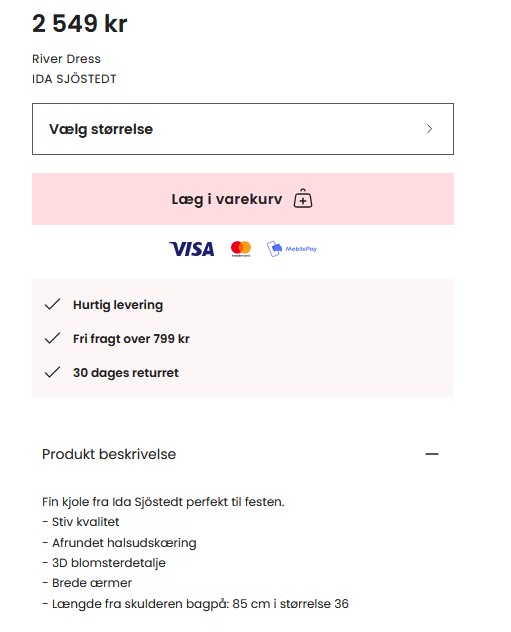 2 549 kr
River Dress
IDA SJÖSTEDT
Vælg størrelse
Læg i varekurv
VISA
mastercard
MobilePay
Hurtig levering
Fri fragt over 799 kr
30 dages returret
Produkt beskrivelse
Fin kjole fra Ida Sjöstedt perfekt til festen.
- Stiv kvalitet
- Afrundet halsudskæring
- 3D blomsterdetalje
- Brede ærmer
- Længde fra skulderen bagpå: 85 cm i størrelse 36